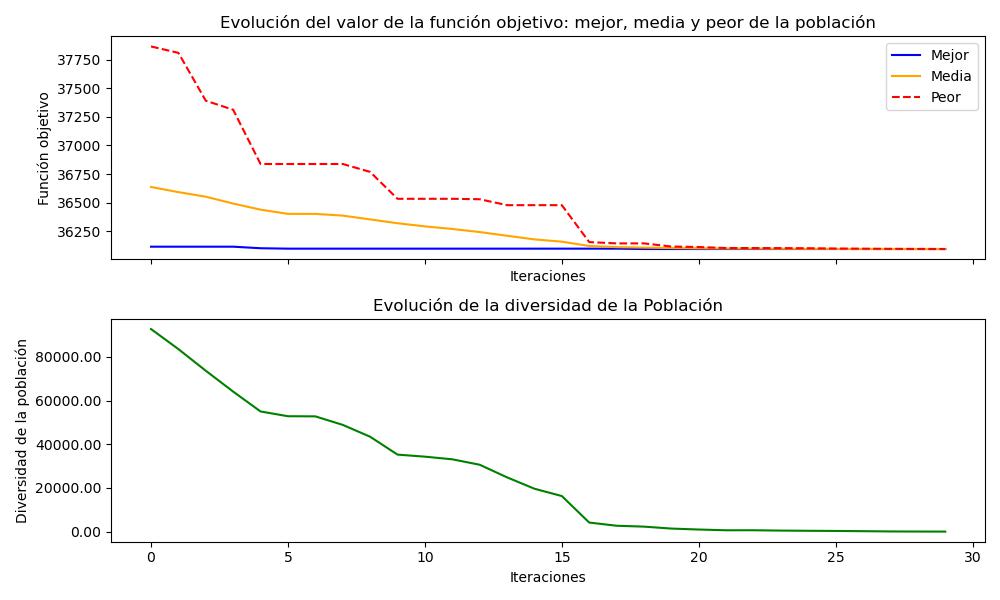 Evolución del valor de la función objetivo: mejor, media y peor de la población
Función objetivo
37750
37500
37250
37000
36750
36500
36250
Mejor
Media
Peor
Iteraciones
Evolución de la diversidad de la Población
Diversidad de la población
80000.00
60000.00
40000.00
20000.00
0.00
0 5 10 15 20 25 30
Iteraciones